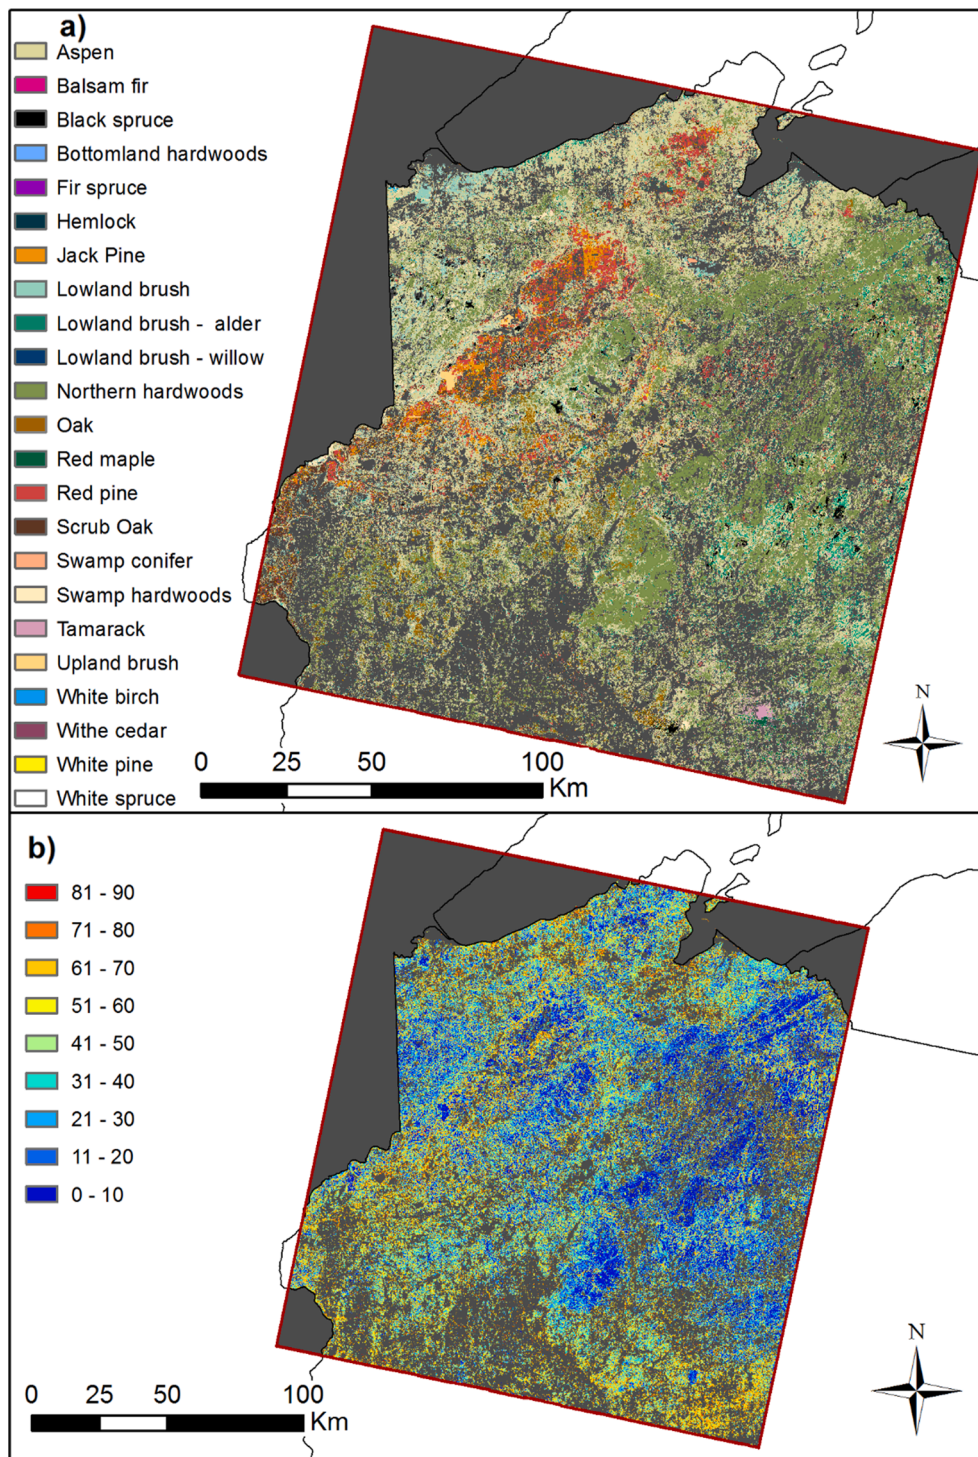 a)
Aspen
Balsam fir
Black spruce
Bottomland hardwoods
Fir spruce
Hemlock
Jack Pine
Lowland brush
Lowland brush - alder
Lowland brush - willow
Northern hardwoods
Oak
Red maple
Red pine
Scrub Oak
Swamp conifer
Swamp hardwoods
Tamarack
Upland brush
White birch
Withe cedar
White pine
White spruce
0 25 50 100
Km
N
b)
81 - 90
71 - 80
61 - 70
51 - 60
41 - 50
31 - 40
21 - 30
11 - 20
0 - 10
0 25 50 100
Km
N